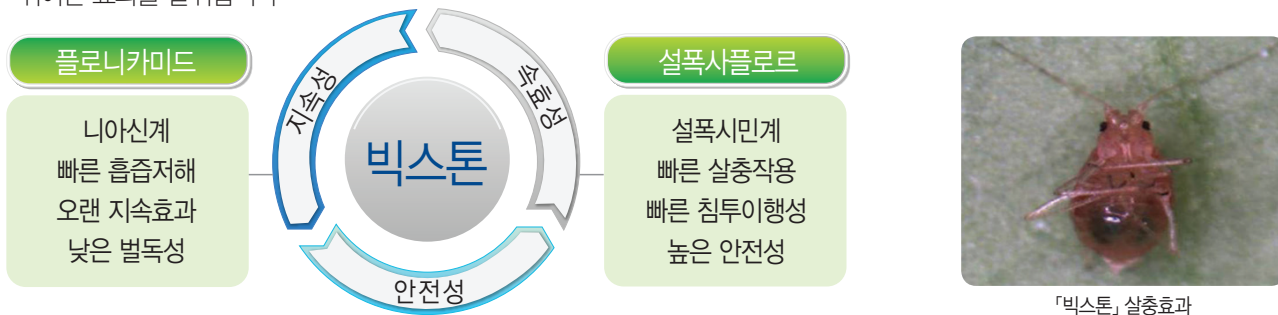 플로니카미드
니아신계
빠른 흡즙저해
오랜 지속효과
낮은 벌독성
지속성
속효성
빅스톤
안전성
설폭사플로르
설폭시민계
빠른 살충작용
빠른 침투이행성
높은 안전성
「빅스톤」 살충효과